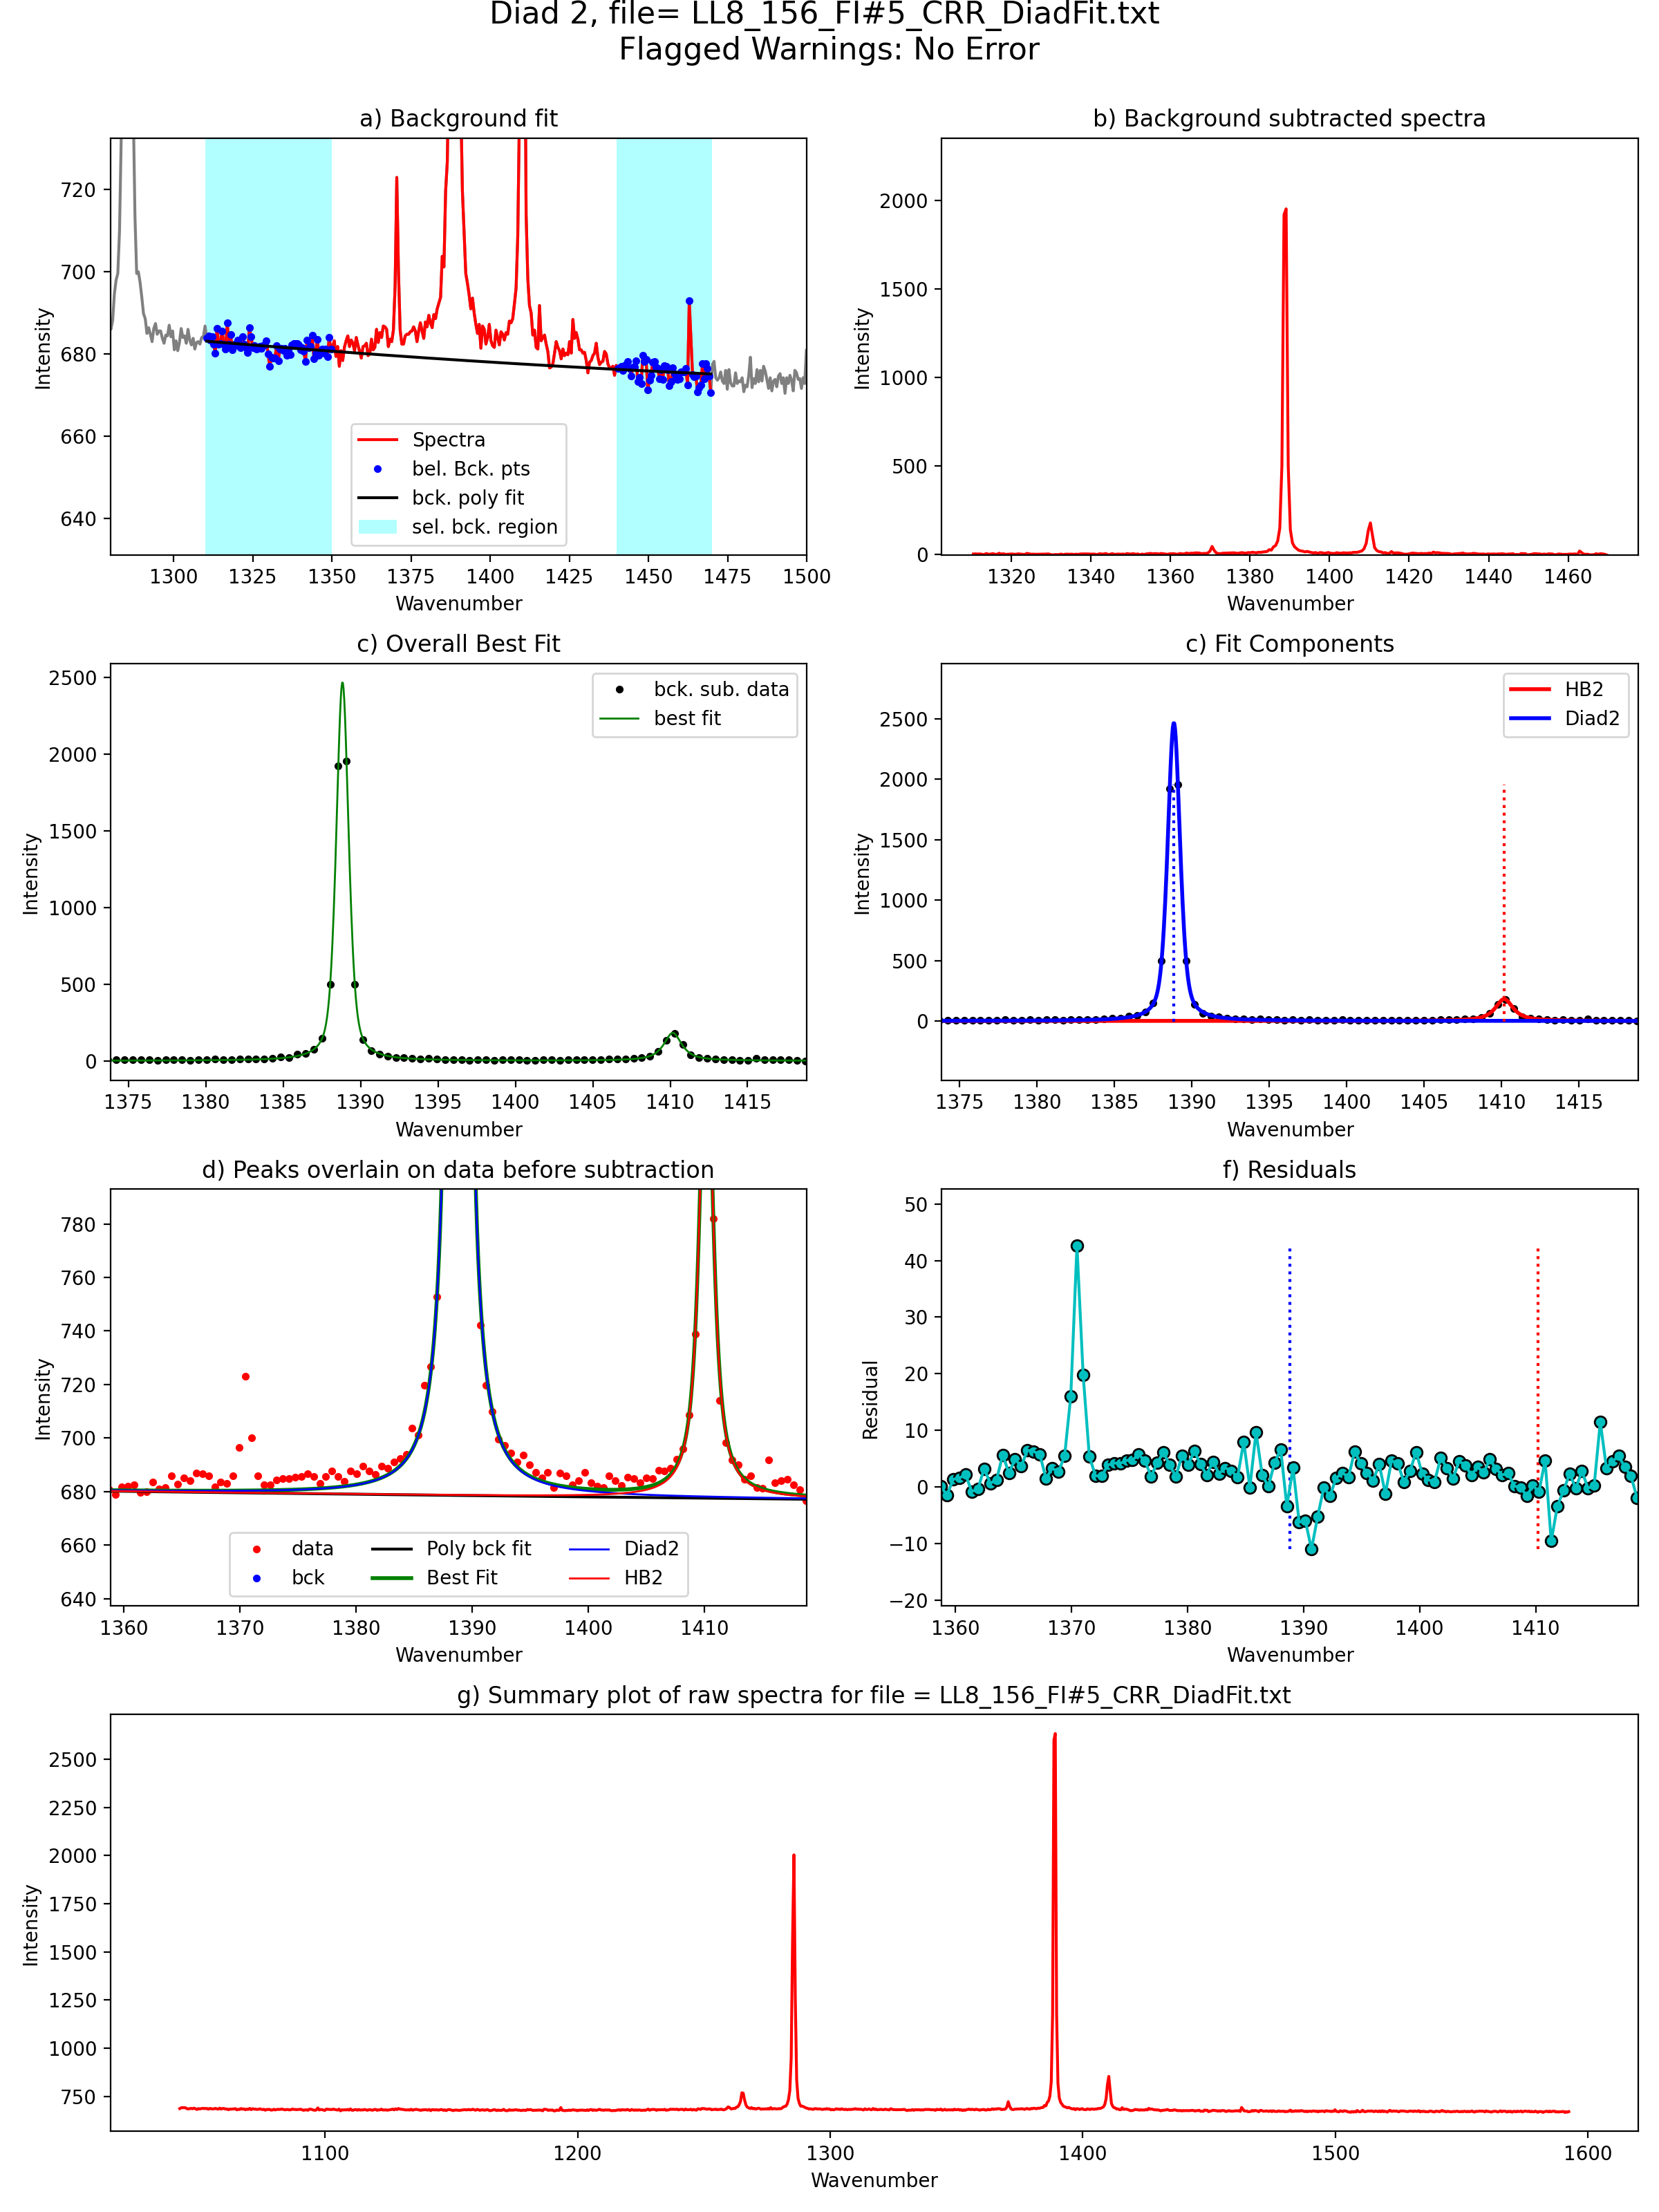 Diad 2, file= LL8_156_FI#5_CRR_DiadFit.txt
Flagged Warnings: No Error
a) Background fit
720
700
680
660
640
Intensity
1300 1325 1350 1375 1400 1425 1450 1475 1500
Wavenumber
Spectra
bel. Bck. pts
bck. poly fit
sel. bck. region
b) Background subtracted spectra
2000
1500
1000
500
0
Intensity
1320 1340 1360 1380 1400 1420 1440 1460
Wavenumber
c) Overall Best Fit
2500
2000
1500
1000
500
0
Intensity
1375 1380 1385 1390 1395 1400 1405 1410 1415
Wavenumber
bck. sub. data
best fit
c) Fit Components
2500
2000
1500
1000
500
0
Intensity
1375 1380 1385 1390 1395 1400 1405 1410 1415
Wavenumber
HB2
Diad2
d) Peaks overlain on data before subtraction
780
760
740
720
700
680
660
640
Intensity
1360 1370 1380 1390 1400 1410
Wavenumber
data Poly bck fit Diad2
bck Best Fit HB2
f) Residuals
50
40
30
20
10
0
−10
−20
Residual
1360 1370 1380 1390 1400 1410
Wavenumber
g) Summary plot of raw spectra for file = LL8_156_FI#5_CRR_DiadFit.txt
2500
2250
2000
1750
1500
1250
1000
750
Intensity
1100 1200 1300 1400 1500 1600
Wavenumber